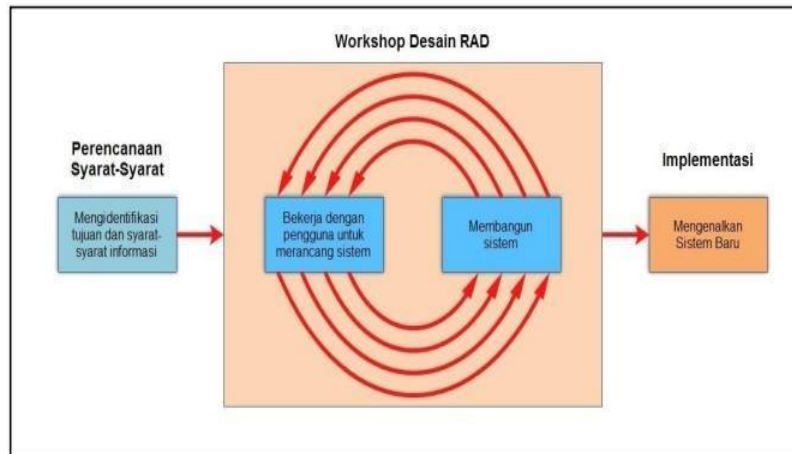 Workshop Desain RAD
Perencanaan
Syarat-Syarat
Mengidentifikasi
tujuan dan syarat-
syarat informasi
Bekerja dengan
pengguna untuk
merancang sistem
Membangun
sistem
Implementasi
Mengenalkan
Sistem Baru